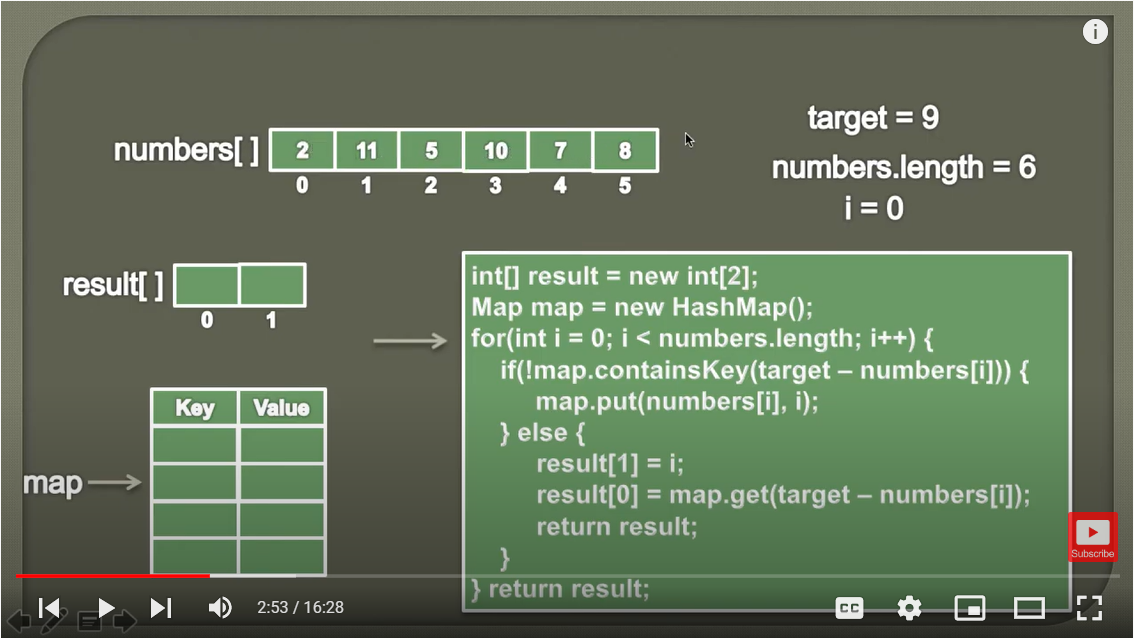 i
target = 9
numbers[ ] 2 11 5 10 7 8
0 1 2 3 4 5
numbers.length = 6
i = 0
result[ ]
0 1
int[] result = new int[2];
Map map = new HashMap();
for(int i = 0; i < numbers.length; i++) {
if(!map.containsKey(target – numbers[i])) {
map.put(numbers[i], i);
} else {
result[1] = i;
result[0] = map.get(target – numbers[i]);
return result;
}
} return result;
Key Value
map
Subscribe
2:53 / 16:28
CC